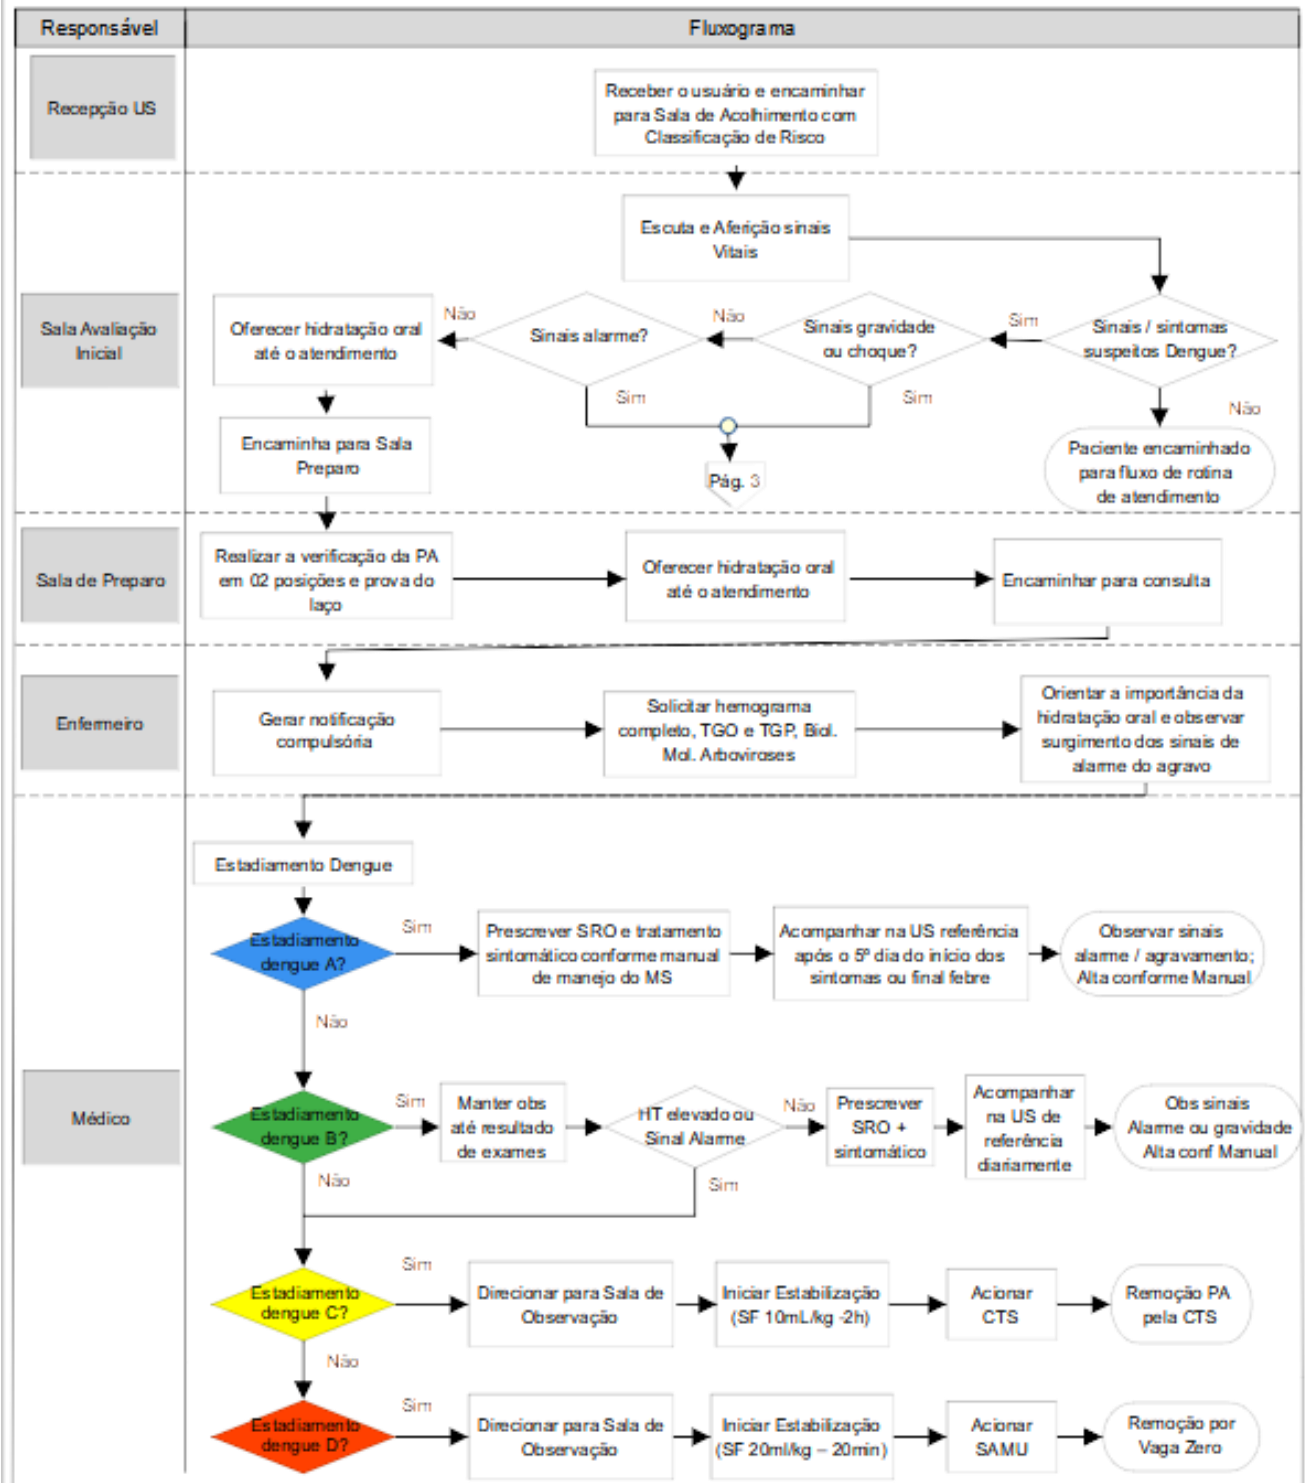 Responsável
Fluxograma
Recepção US
Receber o usuário e encaminhar
para Sala de Acolhimento com
Classificação de Risco
Escuta e Aferição sinais
Vitais
Sala Avaliação
Inicial
Oferecer hidratação oral
até o atendimento
Não
Sinais alarme?
Não
Sinais gravidade
ou choque?
Sim
Sinais / sintomas
suspeitos Dengue?
Sim
Sim
Não
Encaminha para Sala
Preparo
Pág. 3
Paciente encaminhado
para fluxo de rotina
de atendimento
Sala de Preparo
Realizar a verificação da PA
em 02 posições e prova do
laço
Oferecer hidratação oral
até o atendimento
Encaminhar para consulta
Enfermeiro
Gerar notificação
compulsória
Solicitar hemograma
completo, TGO e TGP, Biol.
Mol. Arboviroses
Orientar a importância da
hidratação oral e observar
surgimento dos sinais de
alarme do agravo
Médico
Estadiamento Dengue
Estadiamento
dengue A?
Sim
Prescrever SRO e tratamento
sintomático conforme manual
de manejo do MS
Acompanhar na US referência
após o 5º dia do início dos
sintomas ou final febre
Observar sinais
alarme / agravamento;
Alta conforme Manual
Não
Estadiamento
dengue B?
Sim
Manter obs
até resultado
de exames
HT elevado ou
Sinal Alarme
Não
Prescrever
SRO +
sintomático
Acompanhar
na US de
referência
diariamente
Obs sinais
Alarme ou gravidade
Alta conf Manual
Não
Sim
Estadiamento
dengue C?
Sim
Direcionar para Sala de
Observação
Iniciar Estabilização
(SF 10mL/kg -2h)
Acionar
CTS
Remoção PA
pela CTS
Não
Estadiamento
dengue D?
Sim
Direcionar para Sala de
Observação
Iniciar Estabilização
(SF 20ml/kg – 20min)
Acionar
SAMU
Remoção por
Vaga Zero